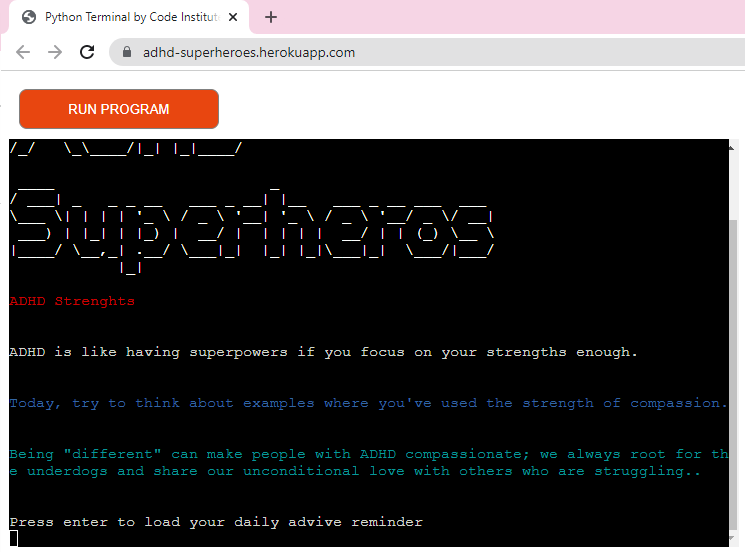 Python Terminal by Code Institut
adhd-superheroes.herokuapp.com
RUN PROGRAM
Superheros
ADHD Strenghts
ADHD is like having superpowers if you focus on your strengths enough.
Today, try to think about examples where you've used the strength of compassion.
Being "different" can make people with ADHD compassionate; we always root for th
e underdogs and share our unconditional love with others who are struggling..
Press enter to load your daily advive reminder